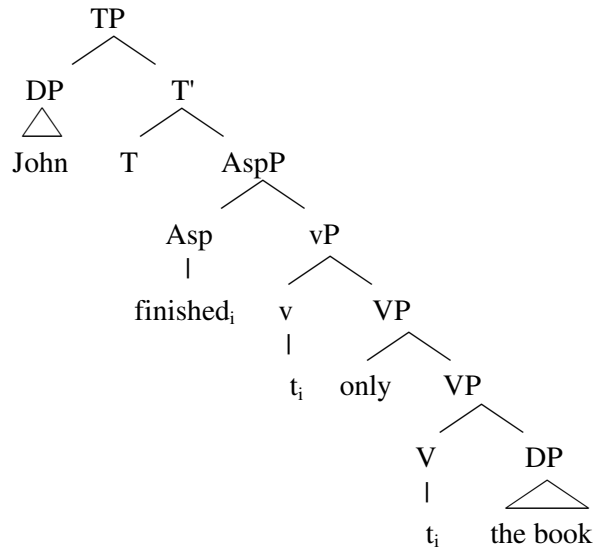 TP
DP T'
John T AspP
Asp vP
finishedᵢ v VP
tᵢ only VP
V DP
tᵢ the book